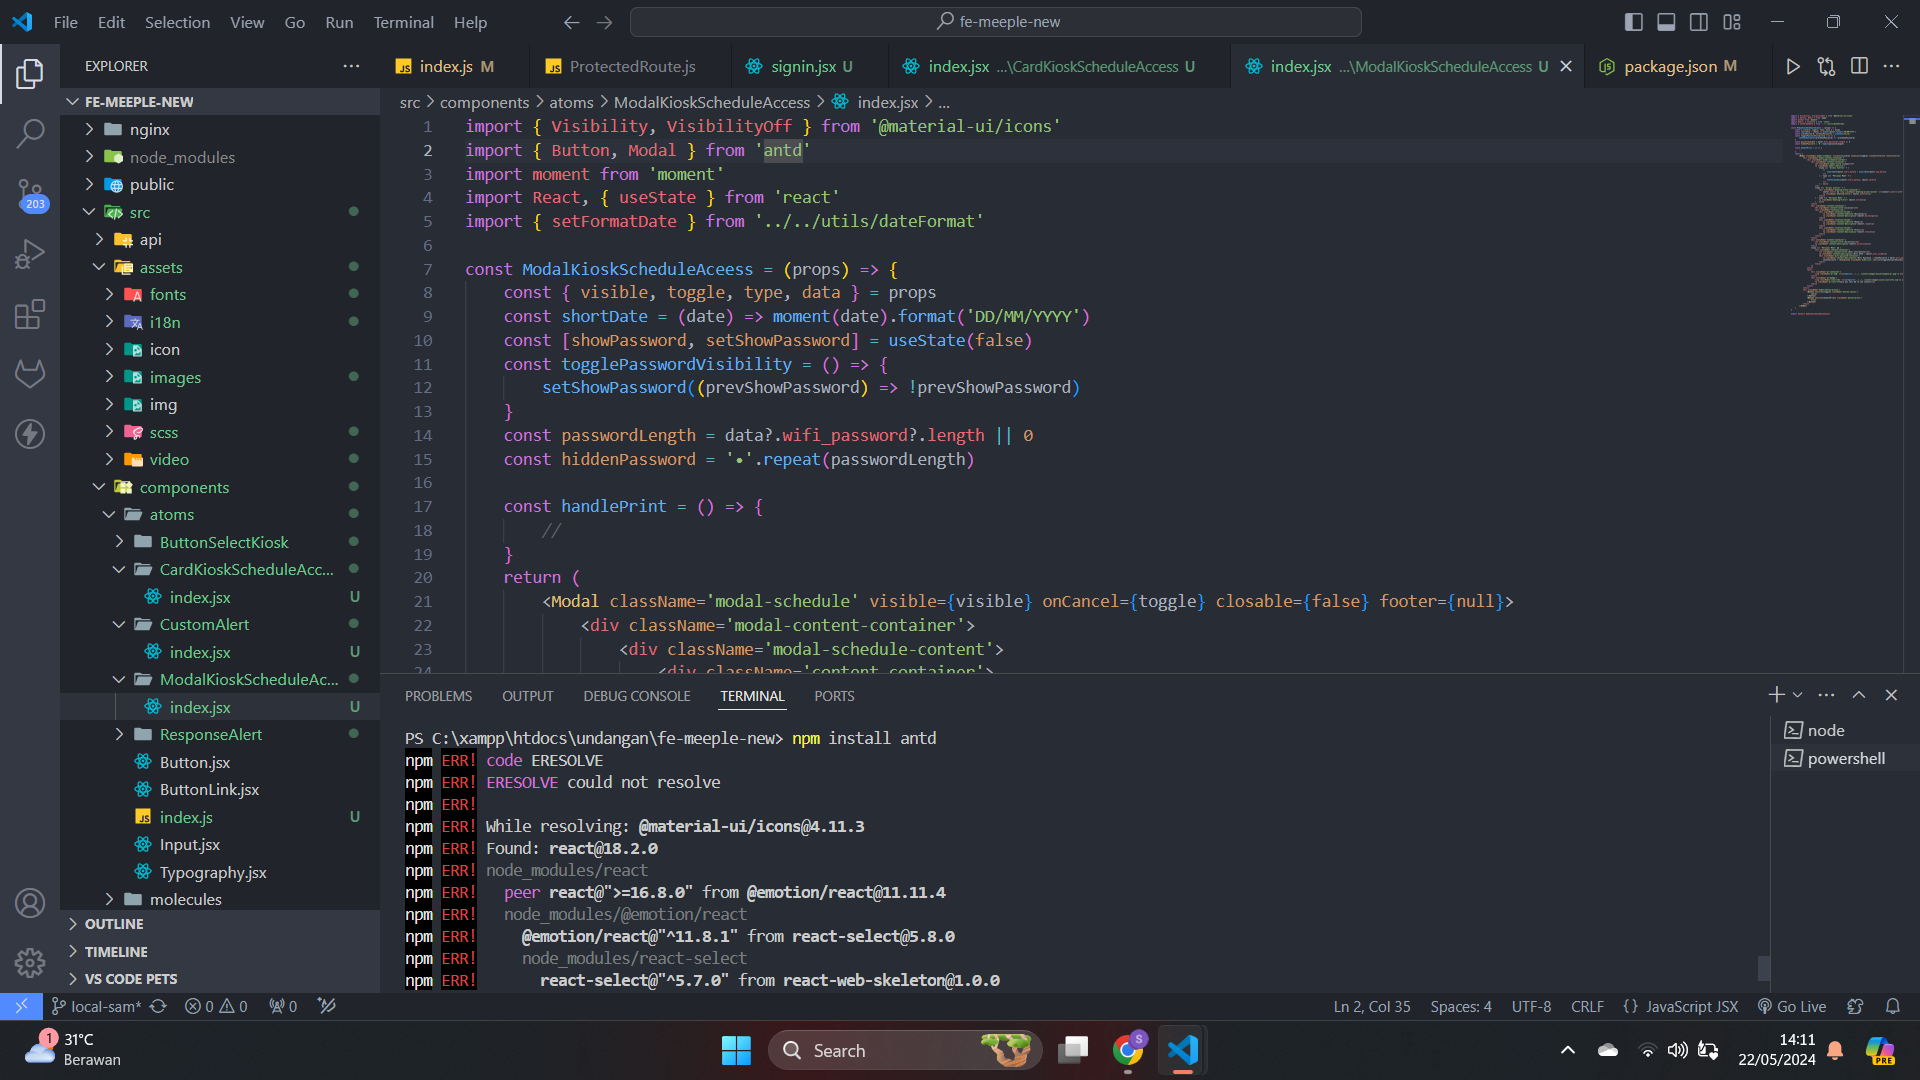 File Edit Selection View Go Run Terminal Help
fe-meeple-new
EXPLORER
FE-MEEPLE-NEW
nginx
node_modules
public
src
api
assets
fonts
i18n
icon
images
img
scss
video
components
atoms
ButtonSelectKiosk
CardKioskScheduleAcc...
index.jsx U
CustomAlert
index.jsx U
ModalKioskScheduleAc...
index.jsx U
ResponseAlert
Button.jsx
ButtonLink.jsx
index.js U
Input.jsx
Typography.jsx
molecules
OUTLINE
TIMELINE
VS CODE PETS
203
index.js M
ProtectedRoute.js
signin.jsx U
index.jsx ...\CardKioskScheduleAccess U
index.jsx ...\ModalKioskScheduleAccess U
package.json M
src > components > atoms > ModalKioskScheduleAccess > index.jsx > ...
1 import { Visibility, VisibilityOff } from '@material-ui/icons'
2 import { Button, Modal } from 'antd'
3 import moment from 'moment'
4 import React, { useState } from 'react'
5 import { setFormatDate } from '../../utils/dateFormat'
6
7 const ModalKioskScheduleAceess = (props) => {
8 const { visible, toggle, type, data } = props
9 const shortDate = (date) => moment(date).format('DD/MM/YYYY')
10 const [showPassword, setShowPassword] = useState(false)
11 const togglePasswordVisibility = () => {
12 setShowPassword((prevShowPassword) => !prevShowPassword)
13 }
14 const passwordLength = data?.wifi_password?.length || 0
15 const hiddenPassword = '•'.repeat(passwordLength)
16
17 const handlePrint = () => {
18 //
19 }
20 return (
21 <Modal className='modal-schedule' visible={visible} onCancel={toggle} closable={false} footer={null}>
22 <div className='modal-content-container'>
23 <div className='modal-schedule-content'>
24 <div className='content-container'>
PROBLEMS OUTPUT DEBUG CONSOLE TERMINAL PORTS
PS C:\xampp\htdocs\undangan\fe-meeple-new> npm install antd
npm ERR! code ERESOLVE
npm ERR! ERESOLVE could not resolve
npm ERR!
npm ERR! While resolving: @material-ui/icons@4.11.3
npm ERR! Found: react@18.2.0
npm ERR! node_modules/react
npm ERR! peer react@">=16.8.0" from @emotion/react@11.11.4
npm ERR! node_modules/@emotion/react
npm ERR! @emotion/react@"^11.8.1" from react-select@5.8.0
npm ERR! node_modules/react-select
npm ERR! react-select@"^5.7.0" from react-web-skeleton@1.0.0
node
powershell
local-sam* 0 0 0
Ln 2, Col 35 Spaces: 4 UTF-8 CRLF {} JavaScript JSX Go Live
1
31°C
Berawan
Search
S
14:11
22/05/2024
PRE